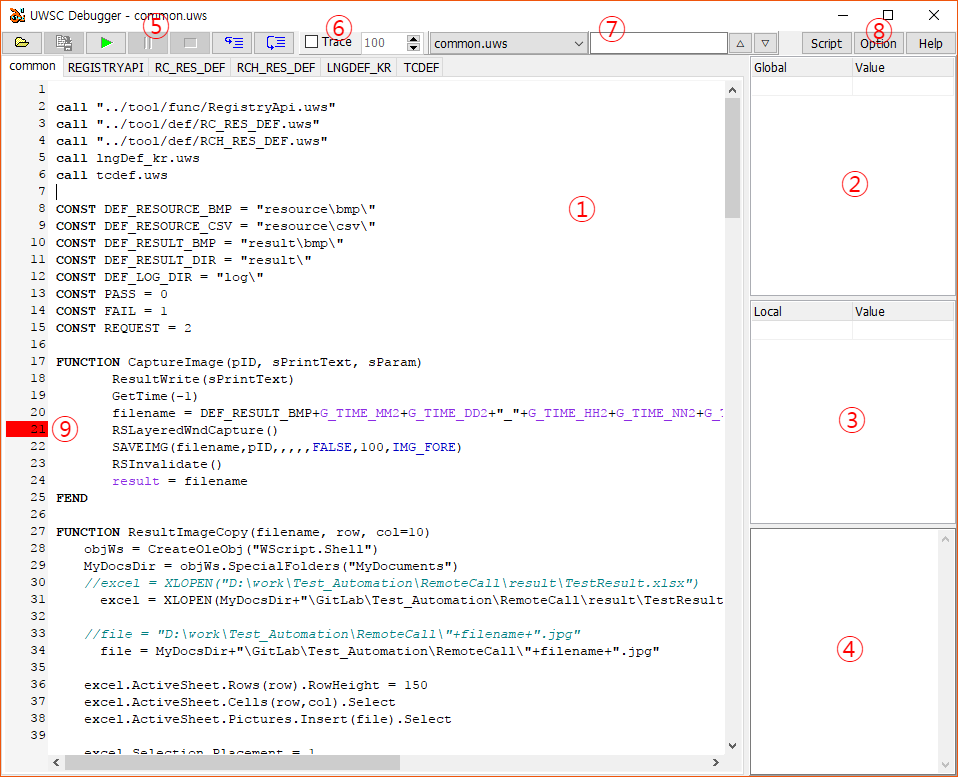 UWSC Debugger - common.uws
⑤ ⑥ Trace 100 common.uws ⑦ Script Option ⑧ Help
common REGISTRYAPI RC_RES_DEF RCH_RES_DEF LNGDEF_KR TCDEF
Global Value
②
Local Value
③
④
①
1
2 call "../tool/func/RegistryApi.uws"
3 call "../tool/def/RC_RES_DEF.uws"
4 call "../tool/def/RCH_RES_DEF.uws"
5 call lngDef_kr.uws
6 call tcdef.uws
7
8 CONST DEF_RESOURCE_BMP = "resource\bmp\"
9 CONST DEF_RESOURCE_CSV = "resource\csv\"
10 CONST DEF_RESULT_BMP = "result\bmp\"
11 CONST DEF_RESULT_DIR = "result\"
12 CONST DEF_LOG_DIR = "log\"
13 CONST PASS = 0
14 CONST FAIL = 1
15 CONST REQUEST = 2
16
17 FUNCTION CaptureImage(pID, sPrintText, sParam)
18 ResultWrite(sPrintText)
19 GetTime(-1)
20 filename = DEF_RESULT_BMP+G_TIME_MM2+G_TIME_DD2+"_"+G_TIME_HH2+G_TIME_NN2+G_T
21 ⑨ RSLayeredWndCapture()
22 SAVEIMG(filename,pID,,,,,FALSE,100,IMG_FORE)
23 RSInvalidate()
24 result = filename
25 FEND
26
27 FUNCTION ResultImageCopy(filename, row, col=10)
28 objWs = CreateOleObj("WScript.Shell")
29 MyDocsDir = objWs.SpecialFolders("MyDocuments")
30 //excel = XLOPEN("D:\work\Test_Automation\RemoteCall\result\TestResult.xlsx")
31 excel = XLOPEN(MyDocsDir+"\GitLab\Test_Automation\RemoteCall\result\TestResult
32
33 //file = "D:\work\Test_Automation\RemoteCall\"+filename+".jpg"
34 file = MyDocsDir+"\GitLab\Test_Automation\RemoteCall\"+filename+".jpg"
35
36 excel.ActiveSheet.Rows(row).RowHeight = 150
37 excel.ActiveSheet.Cells(row,col).Select
38 excel.ActiveSheet.Pictures.Insert(file).Select
39
excel.Selection.Placement = 1